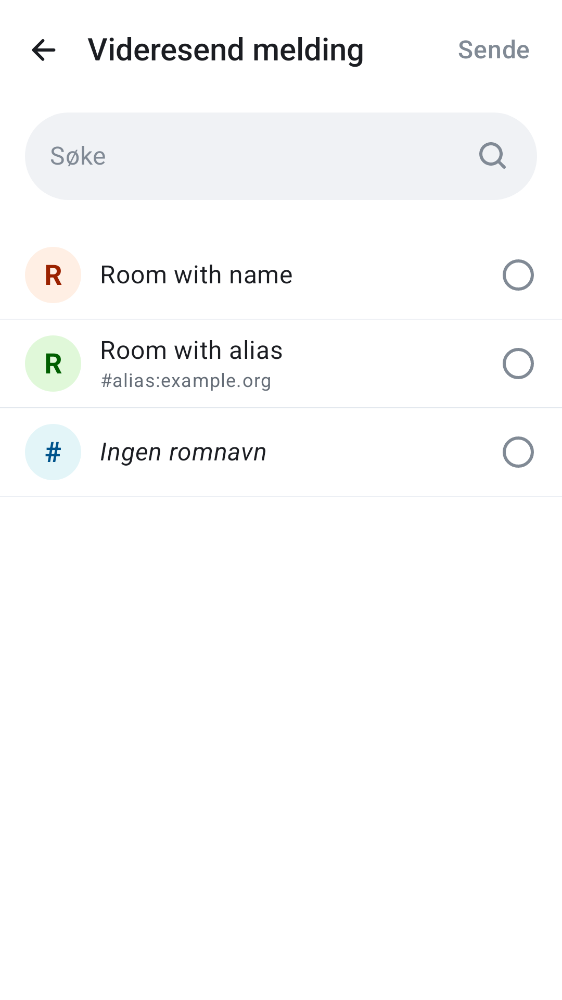 Videresend melding
Sende
Søke
R
Room with name
R
Room with alias
#alias:example.org
#
Ingen romnavn